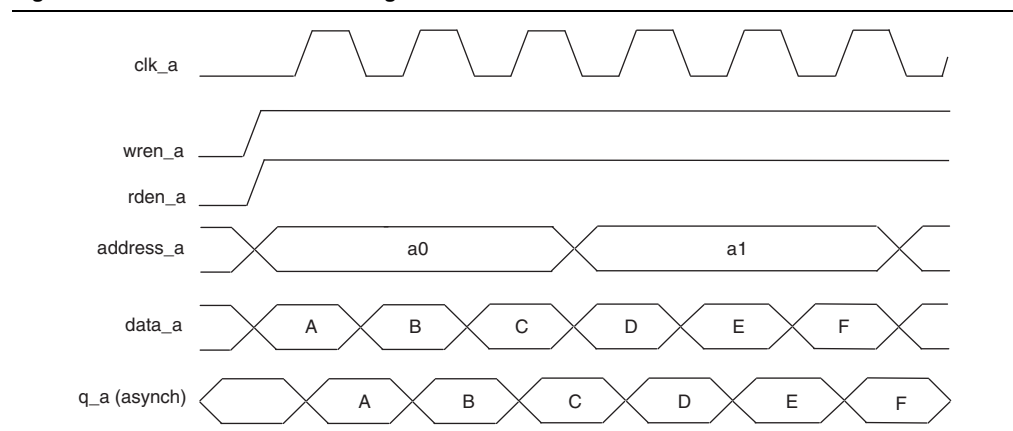 clk_a
wren_a
rden_a
address_a a0 a1
data_a A B C D E F
q_a (asynch) A B C D E F